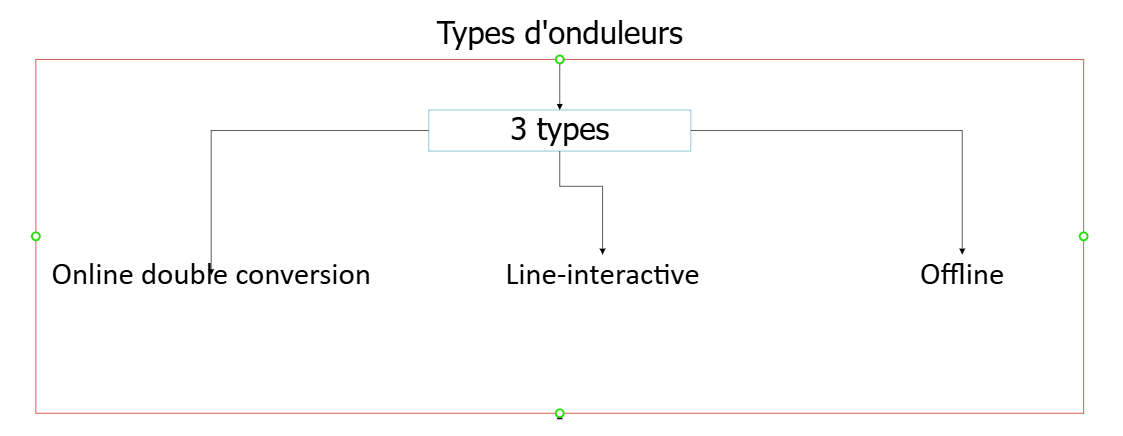 Types d'onduleurs
3 types
Online double conversion
Line-interactive
Offline